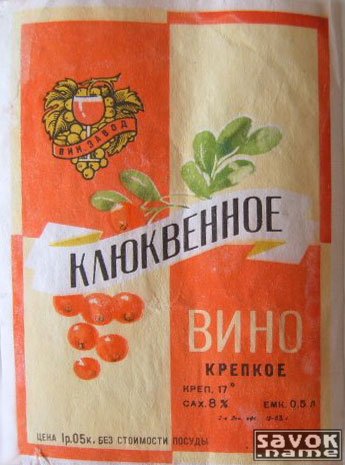 ВИН. ЗАВОД
КЛЮКВЕННОЕ
ВИНО
КРЕПКОЕ
КРЕП. 17°
САХ. 8 % ЕМК. 0,5 Л
ЦЕНА 1р.05к. БЕЗ СТОИМОСТИ ПОСУДЫ
savok
name